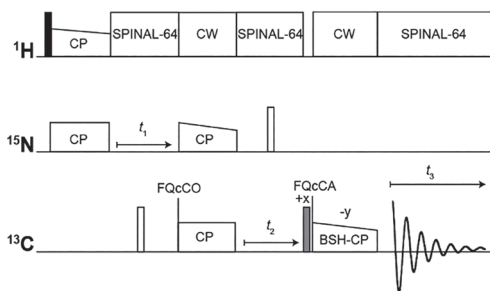 ¹H CP SPINAL-64 CW SPINAL-64 CW SPINAL-64
¹⁵N CP t₁ CP
FQcCO FQcCA
+x -y t₃
¹³C CP t₂ BSH-CP